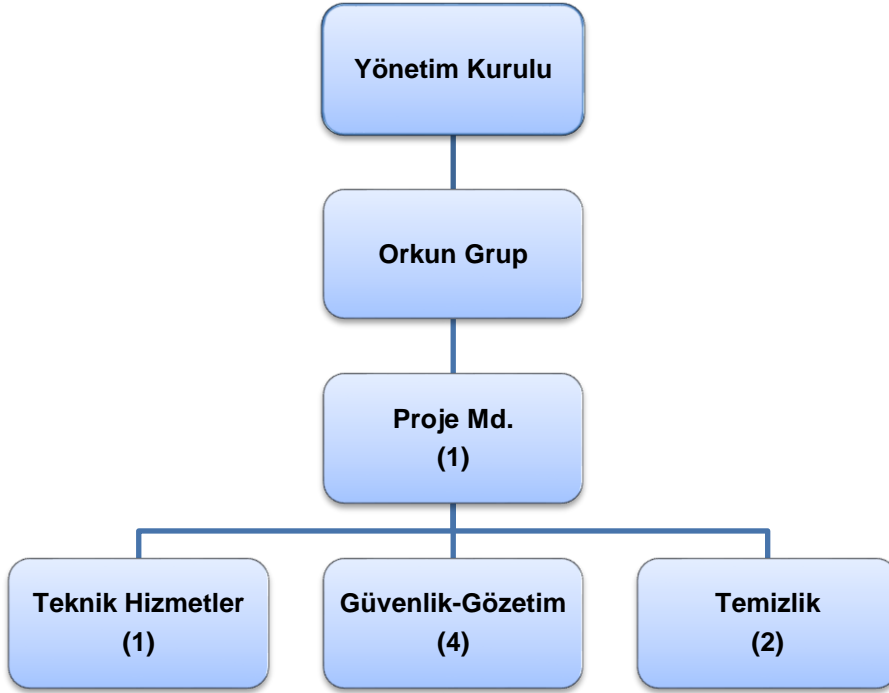 Yönetim Kurulu
Orkun Grup
Proje Md.
(1)
Teknik Hizmetler
(1)
Güvenlik-Gözetim
(4)
Temizlik
(2)